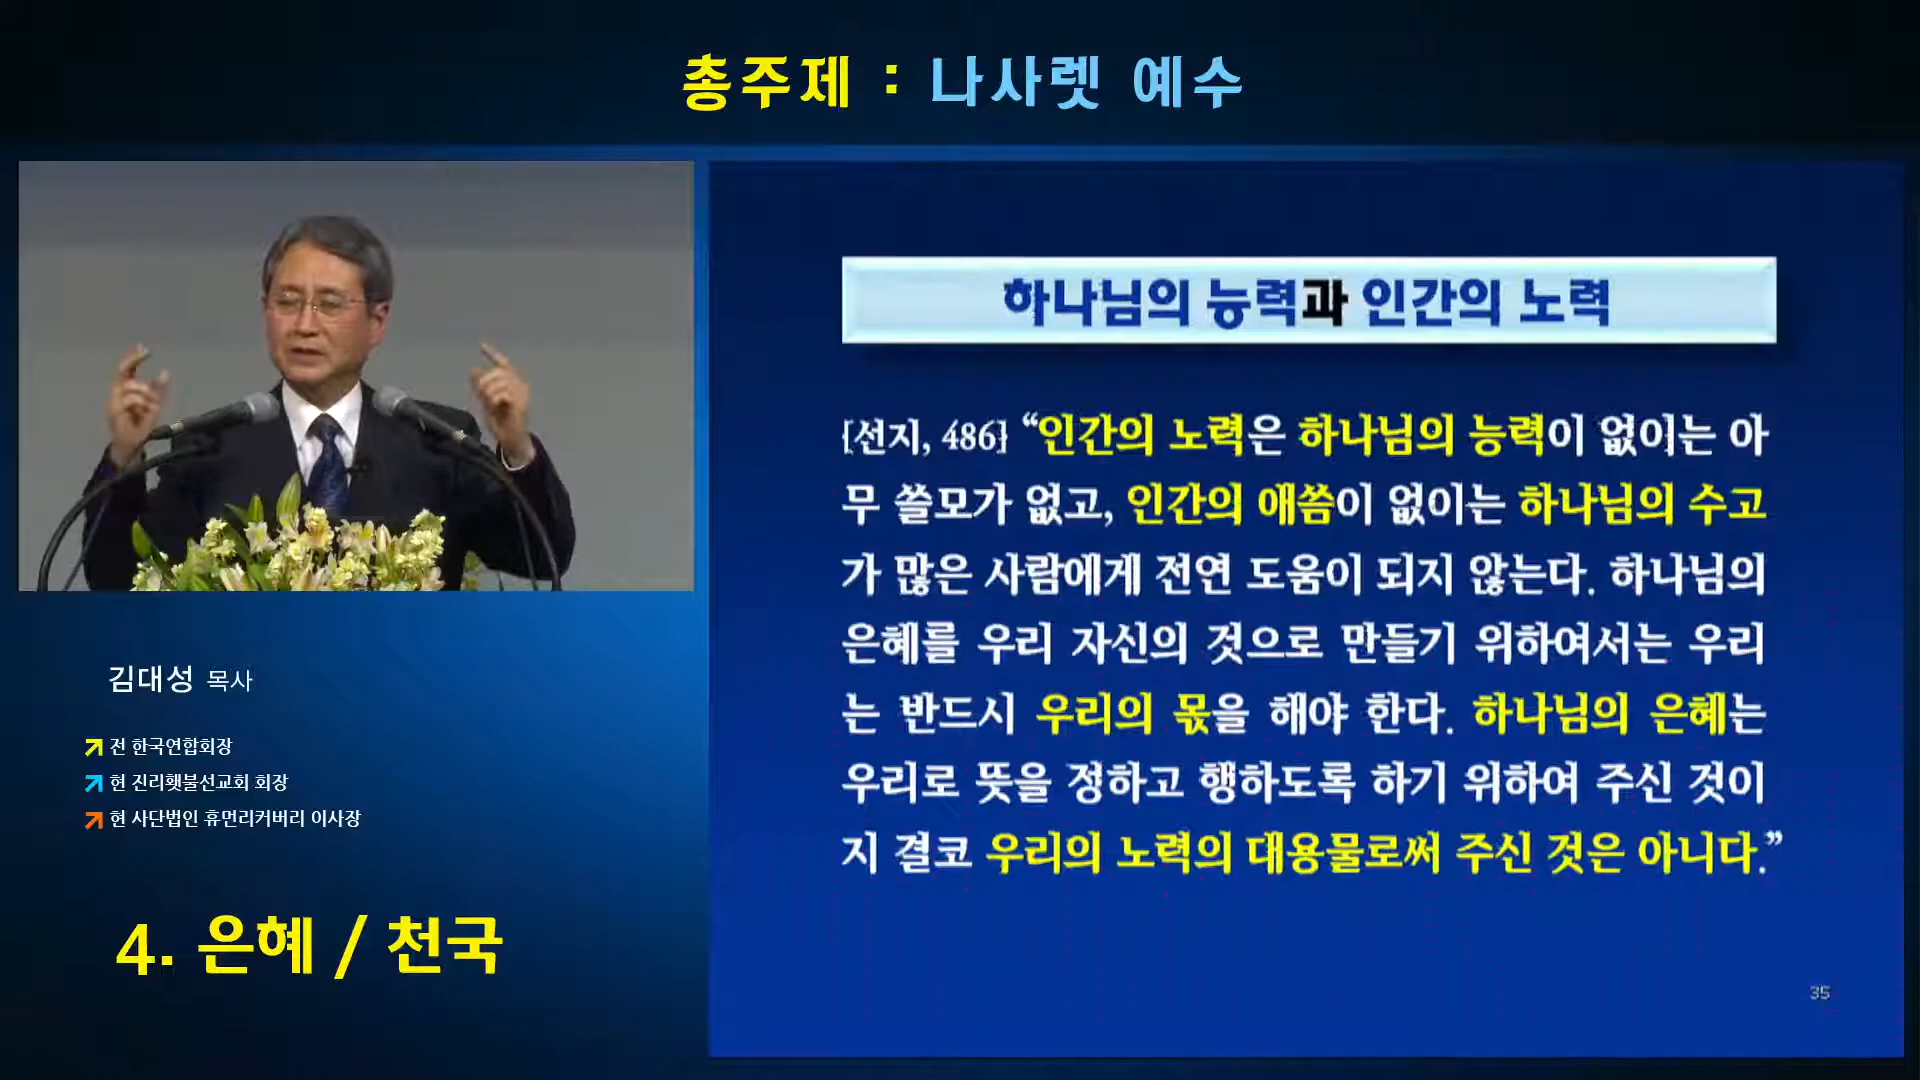 총주제 : 나사렛 예수
하나님의 능력과 인간의 노력
[선지, 486] “인간의 노력은 하나님의 능력이 없이는 아
무 쓸모가 없고, 인간의 애씀이 없이는 하나님의 수고
가 많은 사람에게 전연 도움이 되지 않는다. 하나님의
은혜를 우리 자신의 것으로 만들기 위하여서는 우리
는 반드시 우리의 몫을 해야 한다. 하나님의 은혜는
우리로 뜻을 정하고 행하도록 하기 위하여 주신 것이
지 결코 우리의 노력의 대용물로써 주신 것은 아니다.”
35
김대성 목사
전 한국연합회장
현 진리횃불선교회 회장
현 사단법인 휴먼리커버리 이사장
4. 은혜 / 천국